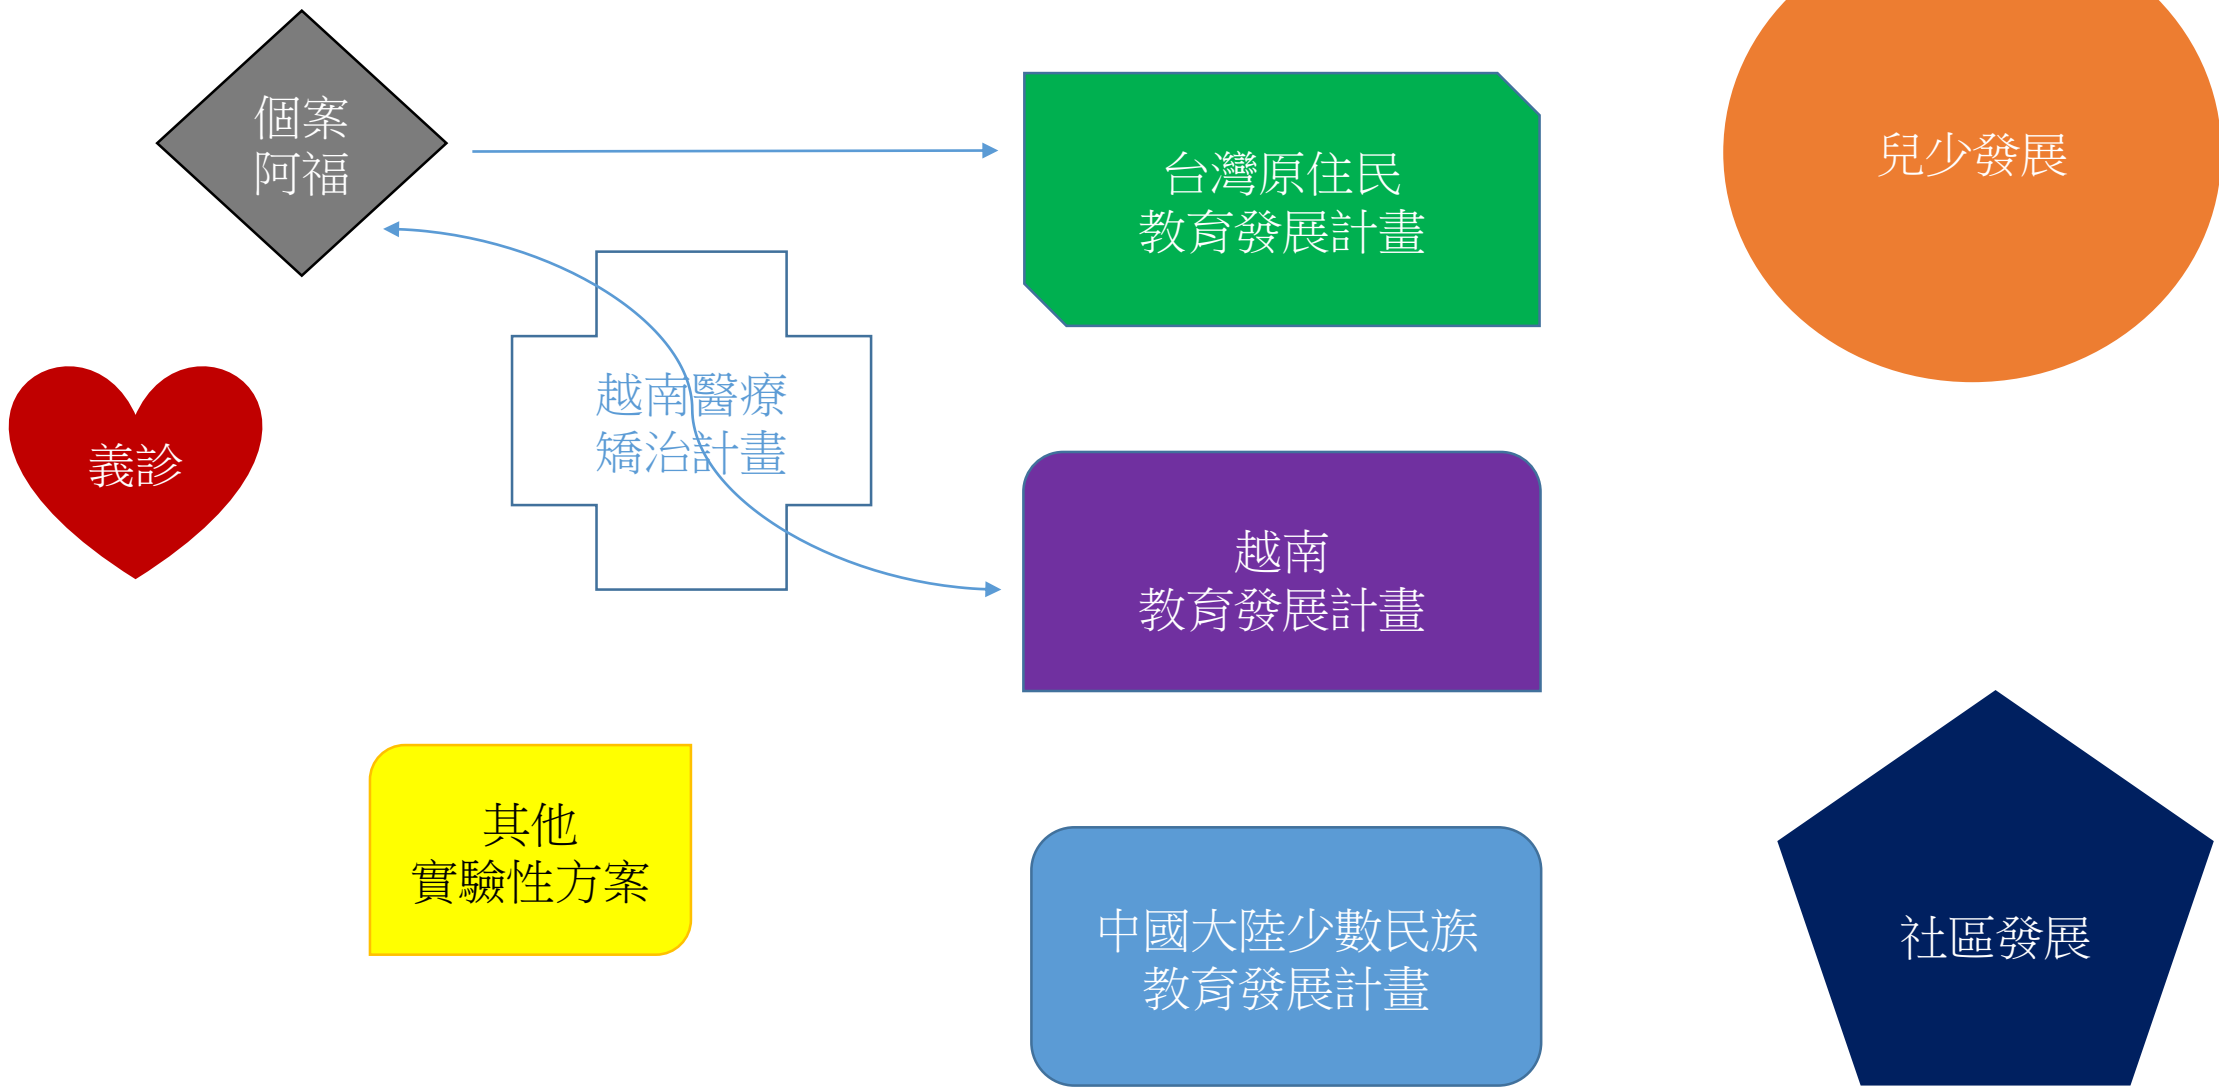 個案
阿福
台灣原住民
教育發展計畫
兒少發展
義診
越南醫療
矯治計畫
越南
教育發展計畫
其他
實驗性方案
中國大陸少數民族
教育發展計畫
社區發展